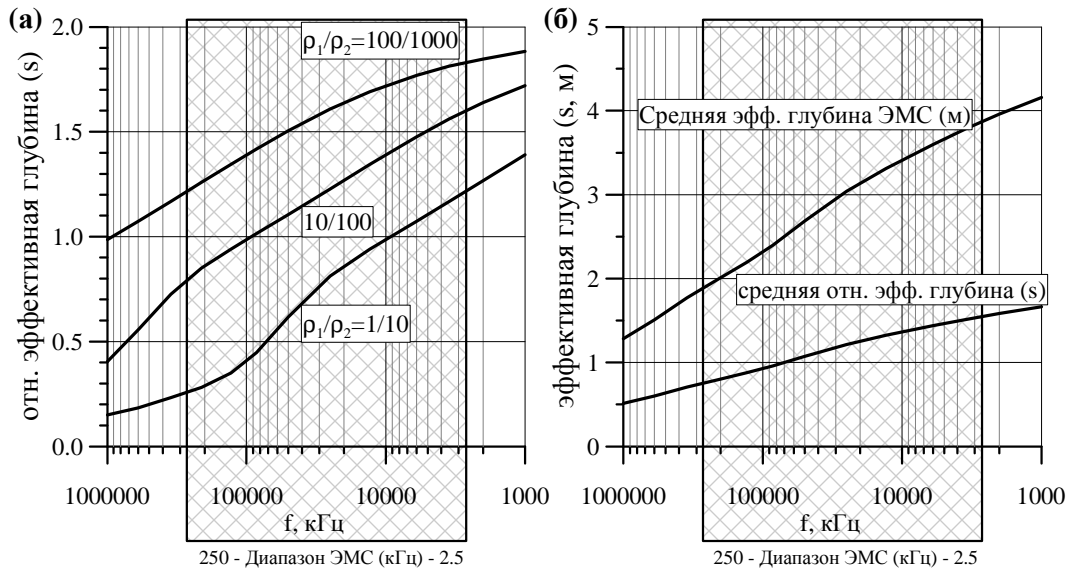 (а)
отн. эффективная глубина (s)
2.0
1.5
1.0
0.5
0.0
ρ₁/ρ₂=100/1000
10/100
ρ₁/ρ₂=1/10
1000000
100000
10000
1000
f, кГц
250 - Диапазон ЭМС (кГц) - 2.5
(б)
эффективная глубина (s, м)
5
4
3
2
1
0
Средняя эфф. глубина ЭМС (м)
средняя отн. эфф. глубина (s)
1000000
100000
10000
1000
f, кГц
250 - Диапазон ЭМС (кГц) - 2.5